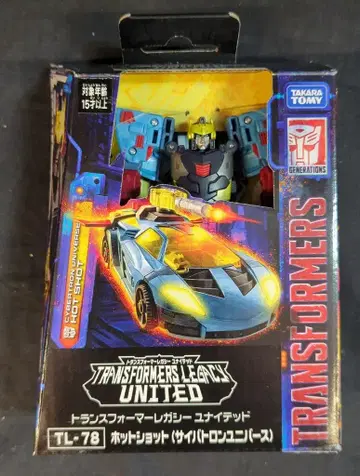 対象年齢
15才以上
TAKARA
TOMY
GENERATIONS
TRANSFORMERS
CYBERTRON UNIVERSE
HOT SHOT
トランスフォーマーレガシー ユナイテッド
TRANSFORMERS LEGACY
UNITED
トランスフォーマーレガシー ユナイテッド
TL-78
ホットショット（サイバトロンユニバース）